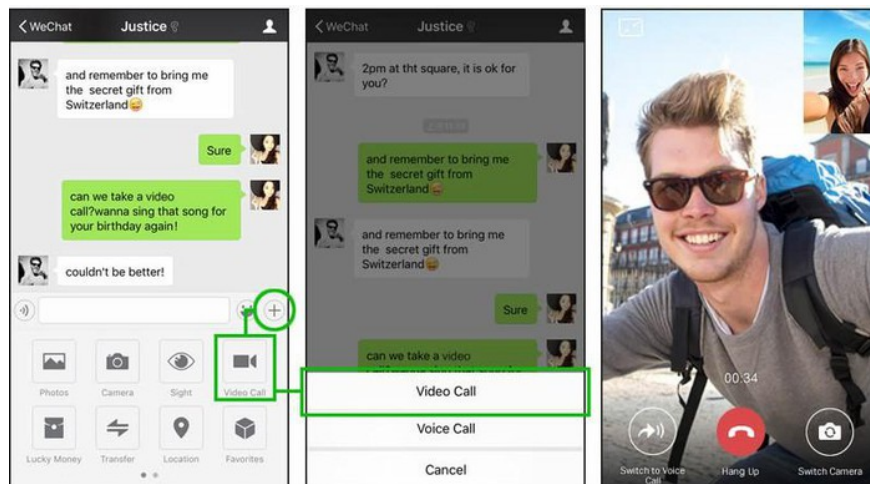 WeChat
Justice
and remember to bring me
the secret gift from
Switzerland😄
Sure
can we take a video
call?wanna sing that song for
your birthday again!
couldn't be better!
Photos
Camera
Sight
Video Call
Lucky Money
Transfer
Location
Favorites
WeChat
Justice
2pm at tht square, it is ok for
you?
and remember to bring me
the secret gift from
Switzerland😄
and remember to bring me
the secret gift from
Switzerland😄
Sure
can we take a video
Video Call
Voice Call
Cancel
00:34
Switch to Voice
Call
Hang Up
Switch Camera